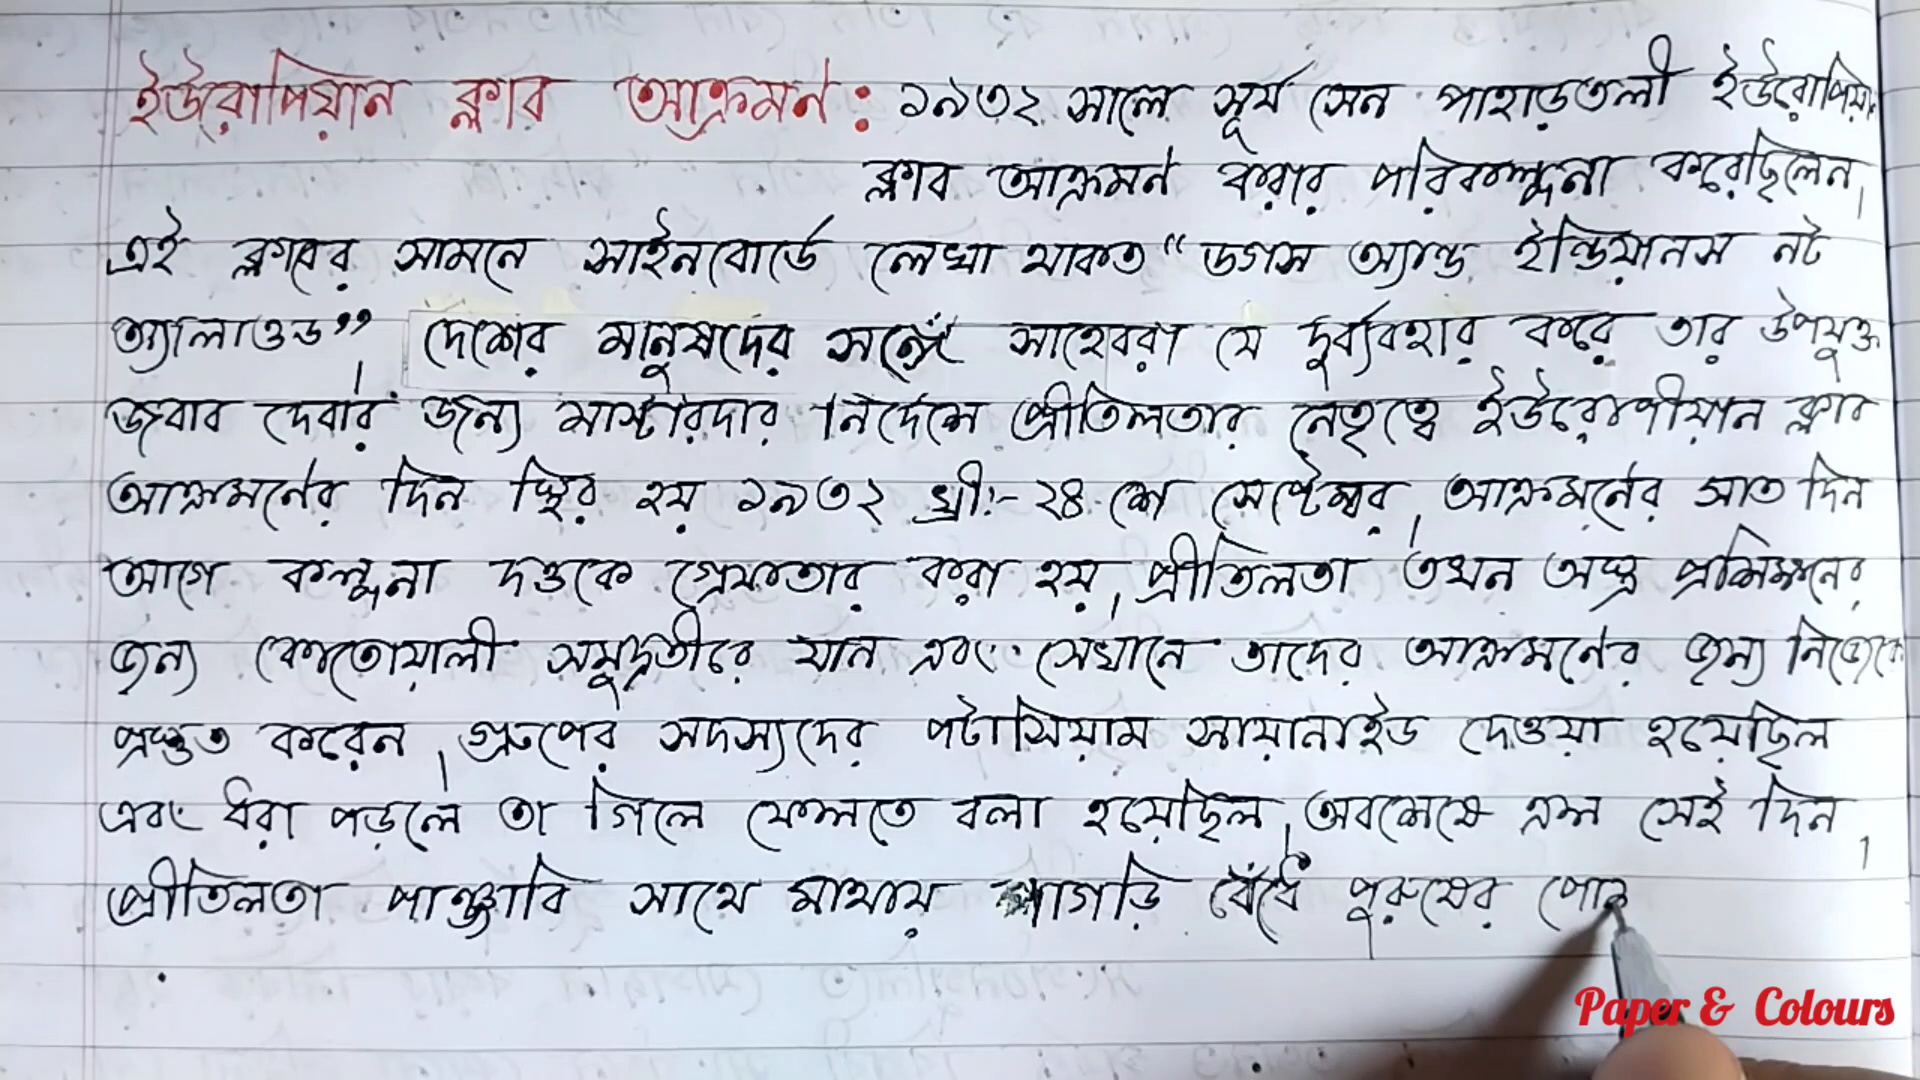 ইউরোপিয়ান ক্লাব আক্রমন: ১৯৩২ সালে সূর্য সেন পাহাড়তলী ইউরোপিয়ান
ক্লাব আক্রমন করার পরিকল্পনা করেছিলেন।
এই ক্লাবের সামনে সাইনবোর্ডে লেখা থাকত “ডগস অ্যান্ড ইন্ডিয়ানস নট
অ্যালাওড”। দেশের মানুষদের সঙ্গে সাহেবরা যে দুর্ব্যবহার করে তার উপযুক্ত
জবাব দেবার জন্য মাস্টারদার নির্দেশে প্রীতিলতার নেতৃত্বে ইউরোপীয়ান ক্লাব
আক্রমনের দিন স্থির হয় ১৯৩২ খ্রী:- ২৪ শে সেপ্টেম্বর। আক্রমনের সাত দিন
আগে কল্পনা দত্তকে গ্রেফতার করা হয়। প্রীতিলতা তখন অস্ত্র প্রশিক্ষনের
জন্য কোতোয়ালী সমুদ্রতীরে যান এবং সেখানে তাদের আক্রমনের জন্য নিজেকে
প্রস্তুত করেন। গ্রুপের সদস্যদের পটাসিয়াম সায়ানাইড দেওয়া হয়েছিল
এবং ধরা পড়লে তা গিলে ফেলতে বলা হয়েছিল। অবশেষে এল সেই দিন।
প্রীতিলতা পাঞ্জাবি সাথে মাথায় পাগড়ি বেঁধে পুরুষের
Paper & Colours